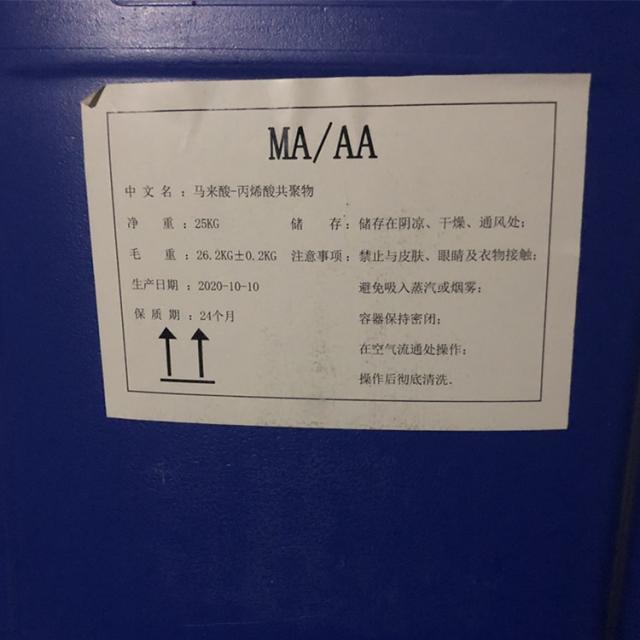 MA/AA
中文名：马来酸-丙烯酸共聚物
净重：25KG 储存：储存在阴凉、干燥、通风处；
毛重：26.2KG±0.2KG 注意事项：禁止与皮肤、眼睛及衣物接触；
生产日期：2020-10-10 避免吸入蒸汽或烟雾；
保质期：24个月 容器保持密闭；
在空气流通处操作；
操作后彻底清洗.